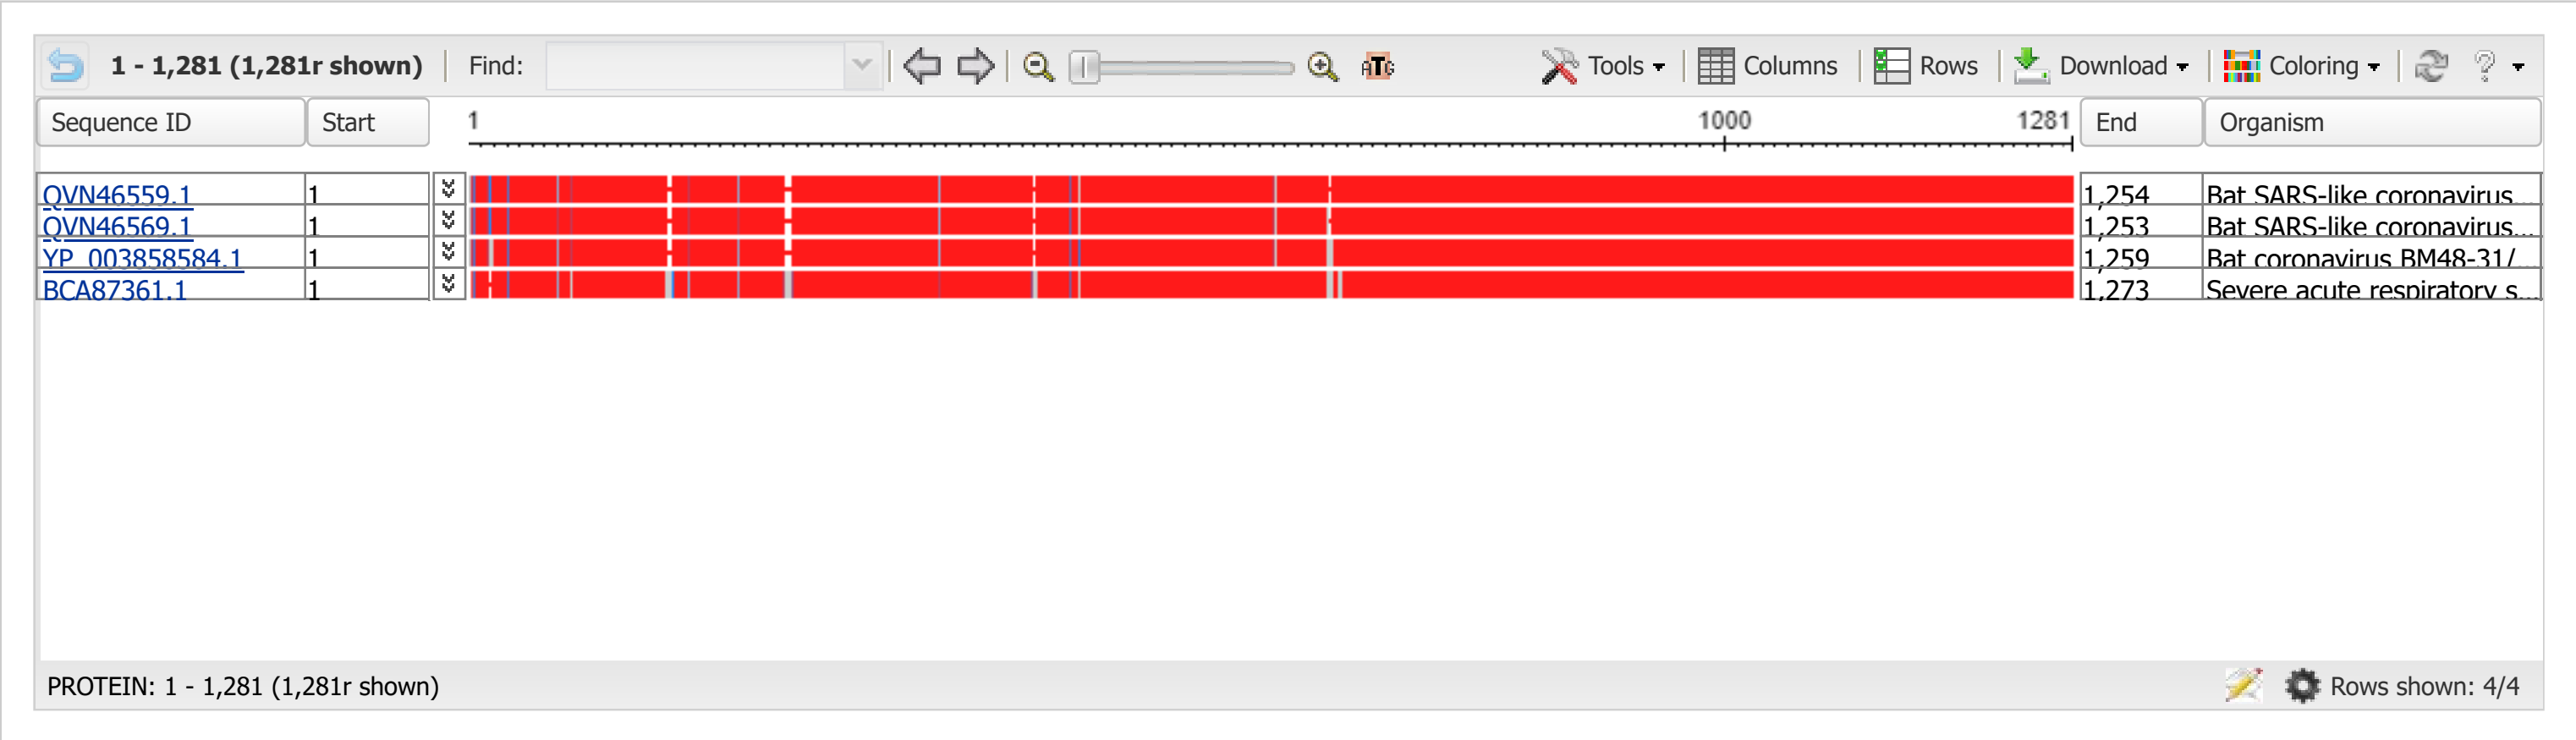 1 - 1,281 (1,281r shown) Find: ATG Tools Columns Rows Download Coloring ?
Sequence ID Start 1 1000 1281 End Organism
QVN46559.1 1 1,254 Bat SARS-like coronavirus...
QVN46569.1 1 1,253 Bat SARS-like coronavirus...
YP_003858584.1 1 1,259 Bat coronavirus BM48-31/...
BCA87361.1 1 1,273 Severe acute respiratory s...
PROTEIN: 1 - 1,281 (1,281r shown) Rows shown: 4/4